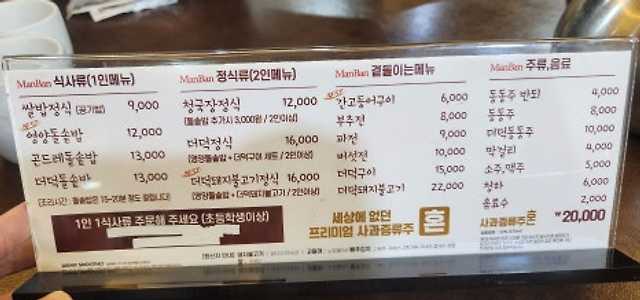 ManBan 식사류(1인메뉴)
쌀밥정식 (공기밥) 9,000
BEST
영양돌솥밥 12,000
곤드레돌솥밥 13,000
더덕돌솥밥 13,000
(조리시간 : 돌솥밥은 15~20분 정도 걸립니다)
ManBan 정식류(2인메뉴)
청국장정식 12,000
(돌솥밥 추가시 3,000원 / 2인이상)
더덕정식 16,000
(영양돌솥밥 + 더덕구이 세트 / 2인이상)
BEST
더덕돼지불고기정식 16,000
(영양돌솥밥 + 더덕돼지불고기 / 2인이상)
1인 1식사류 주문해 주세요 (초등학생이상)
ManBan 곁들이는메뉴
BEST
간고등어구이 6,000
부추전 8,000
파전 9,000
버섯전 10,000
더덕구이 15,000
더덕돼지불고기 22,000
ManBan 주류,음료
동동주 반되 4,000
동동주 8,000
더덕동동주 10,000
막걸리 4,000
소주,맥주 5,000
청하 6,000
음료수 2,000
세상에 없던
프리미엄 사과증류주 혼
사과증류주 혼 ₩20,000